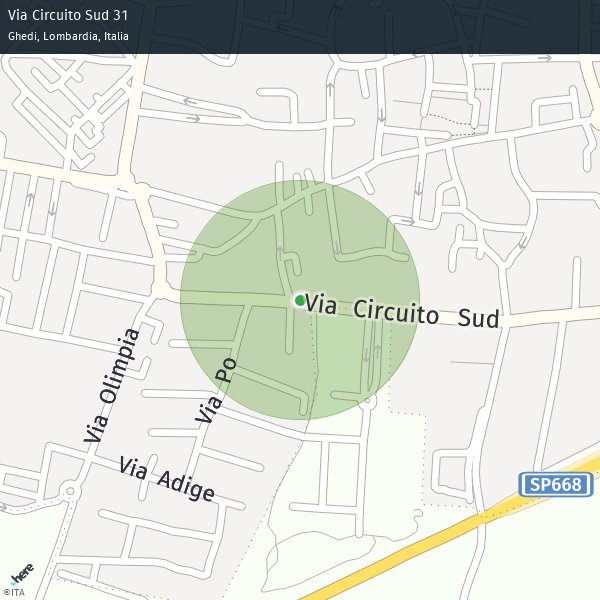 Via Circuito Sud 31
Ghedi, Lombardia, Italia
Via Circuito Sud
Via Olimpia
Via Po
Via Adige
SP668
here
©ITA